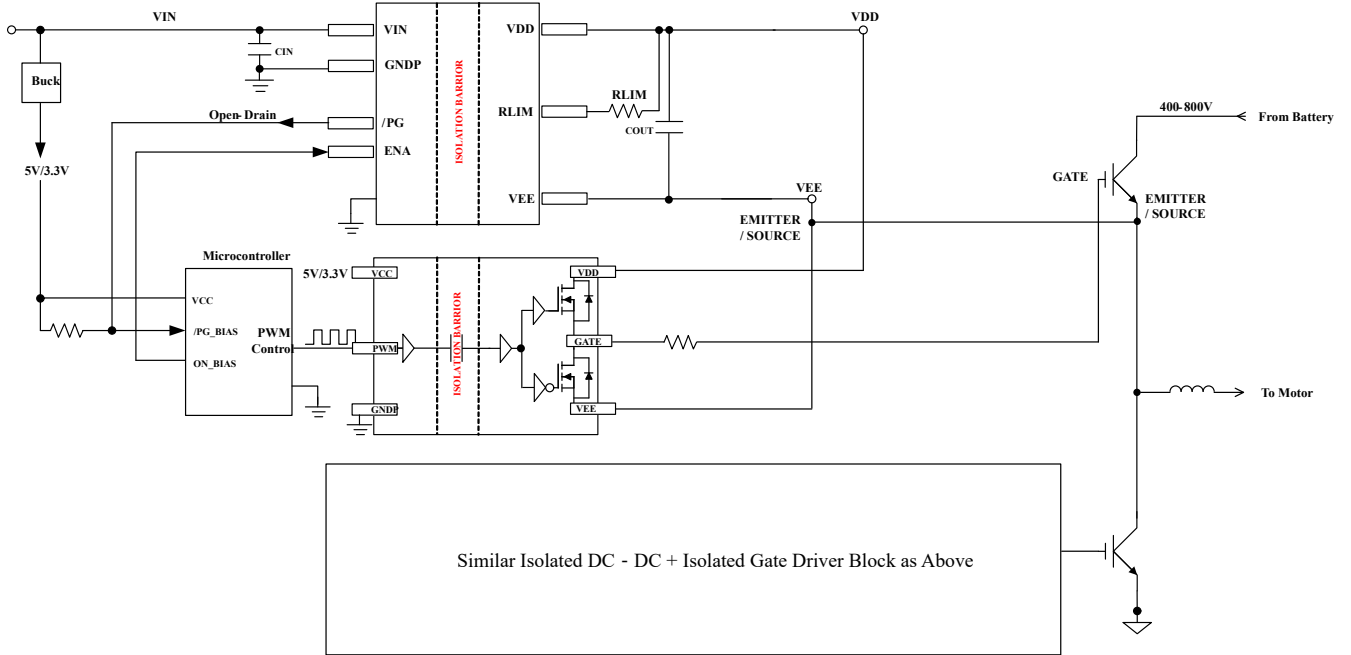 VIN
VDD
VIN
VDD
CIN
GNDP
Buck
ISOLATION BARRIER
RLIM
RLIM
400-800V
From Battery
Open-Drain
/PG
COUT
ENA
5V/3.3V
GATE
VEE
VEE
EMITTER
/ SOURCE
EMITTER
/ SOURCE
Microcontroller
5V/3.3V
VCC
VDD
VCC
ISOLATION BARRIER
/PG_BIAS
PWM
Control
PWM
GATE
ON_BIAS
To Motor
GNDP
VEE
Similar Isolated DC - DC + Isolated Gate Driver Block as Above